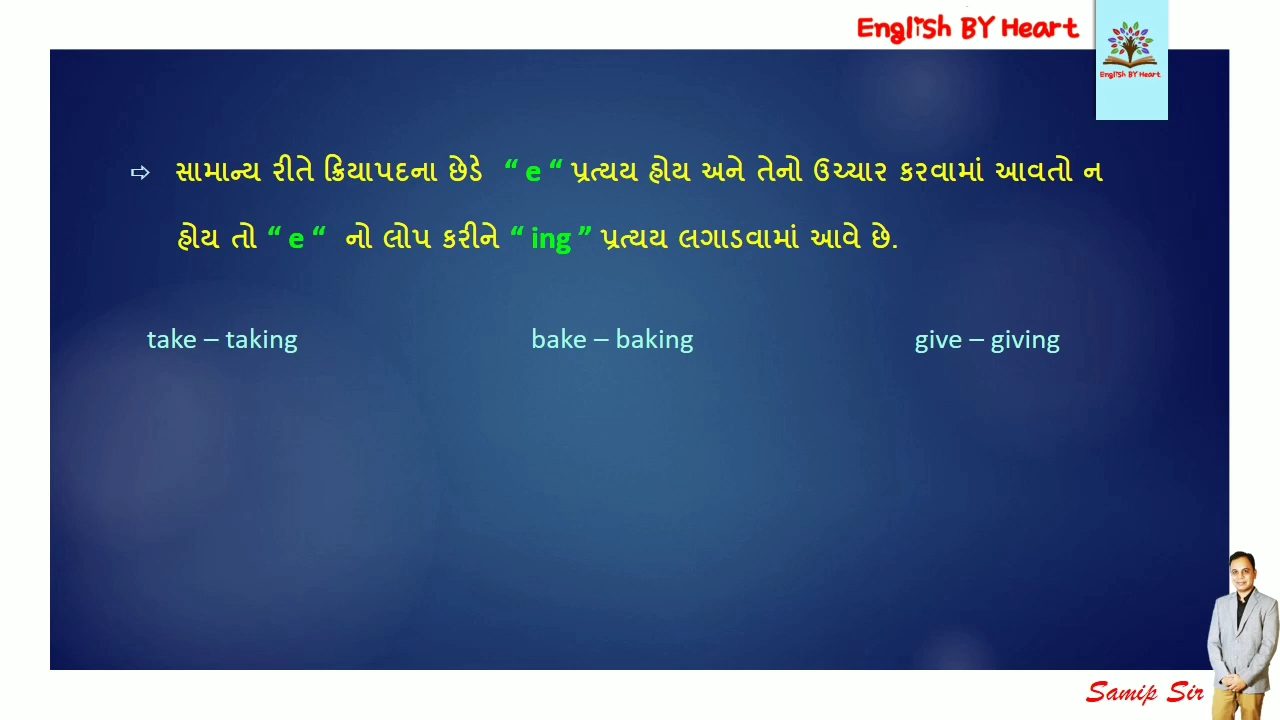 English BY Heart
English BY Heart
⇨ સામાન્ય રીતે ક્રિયાપદના છેડે “ e “ પ્રત્યય હોય અને તેનો ઉચ્ચાર કરવામાં આવતો ન
હોય તો “ e “ નો લોપ કરીને “ ing ” પ્રત્યય લગાડવામાં આવે છે.
take – taking bake – baking give – giving
Samip Sir